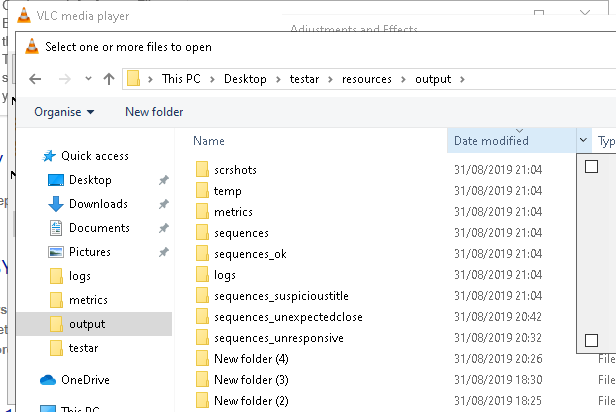 VLC media player
Adjustments and Effects
Select one or more files to open
This PC > Desktop > testar > resources > output >
Organise New folder
Name Date modified Typ
Quick access
Desktop
Downloads
Documents
Pictures
logs
metrics
output
testar
OneDrive
This PC
scrshots 31/08/2019 21:04
temp 31/08/2019 21:04
metrics 31/08/2019 21:04
sequences 31/08/2019 21:04
sequences_ok 31/08/2019 21:04
logs 31/08/2019 21:04
sequences_suspicioustitle 31/08/2019 21:04
sequences_unexpectedclose 31/08/2019 20:42
sequences_unresponsive 31/08/2019 20:32
New folder (4) 31/08/2019 20:26 File
New folder (3) 31/08/2019 18:30 File
New folder (2) 31/08/2019 18:25 File